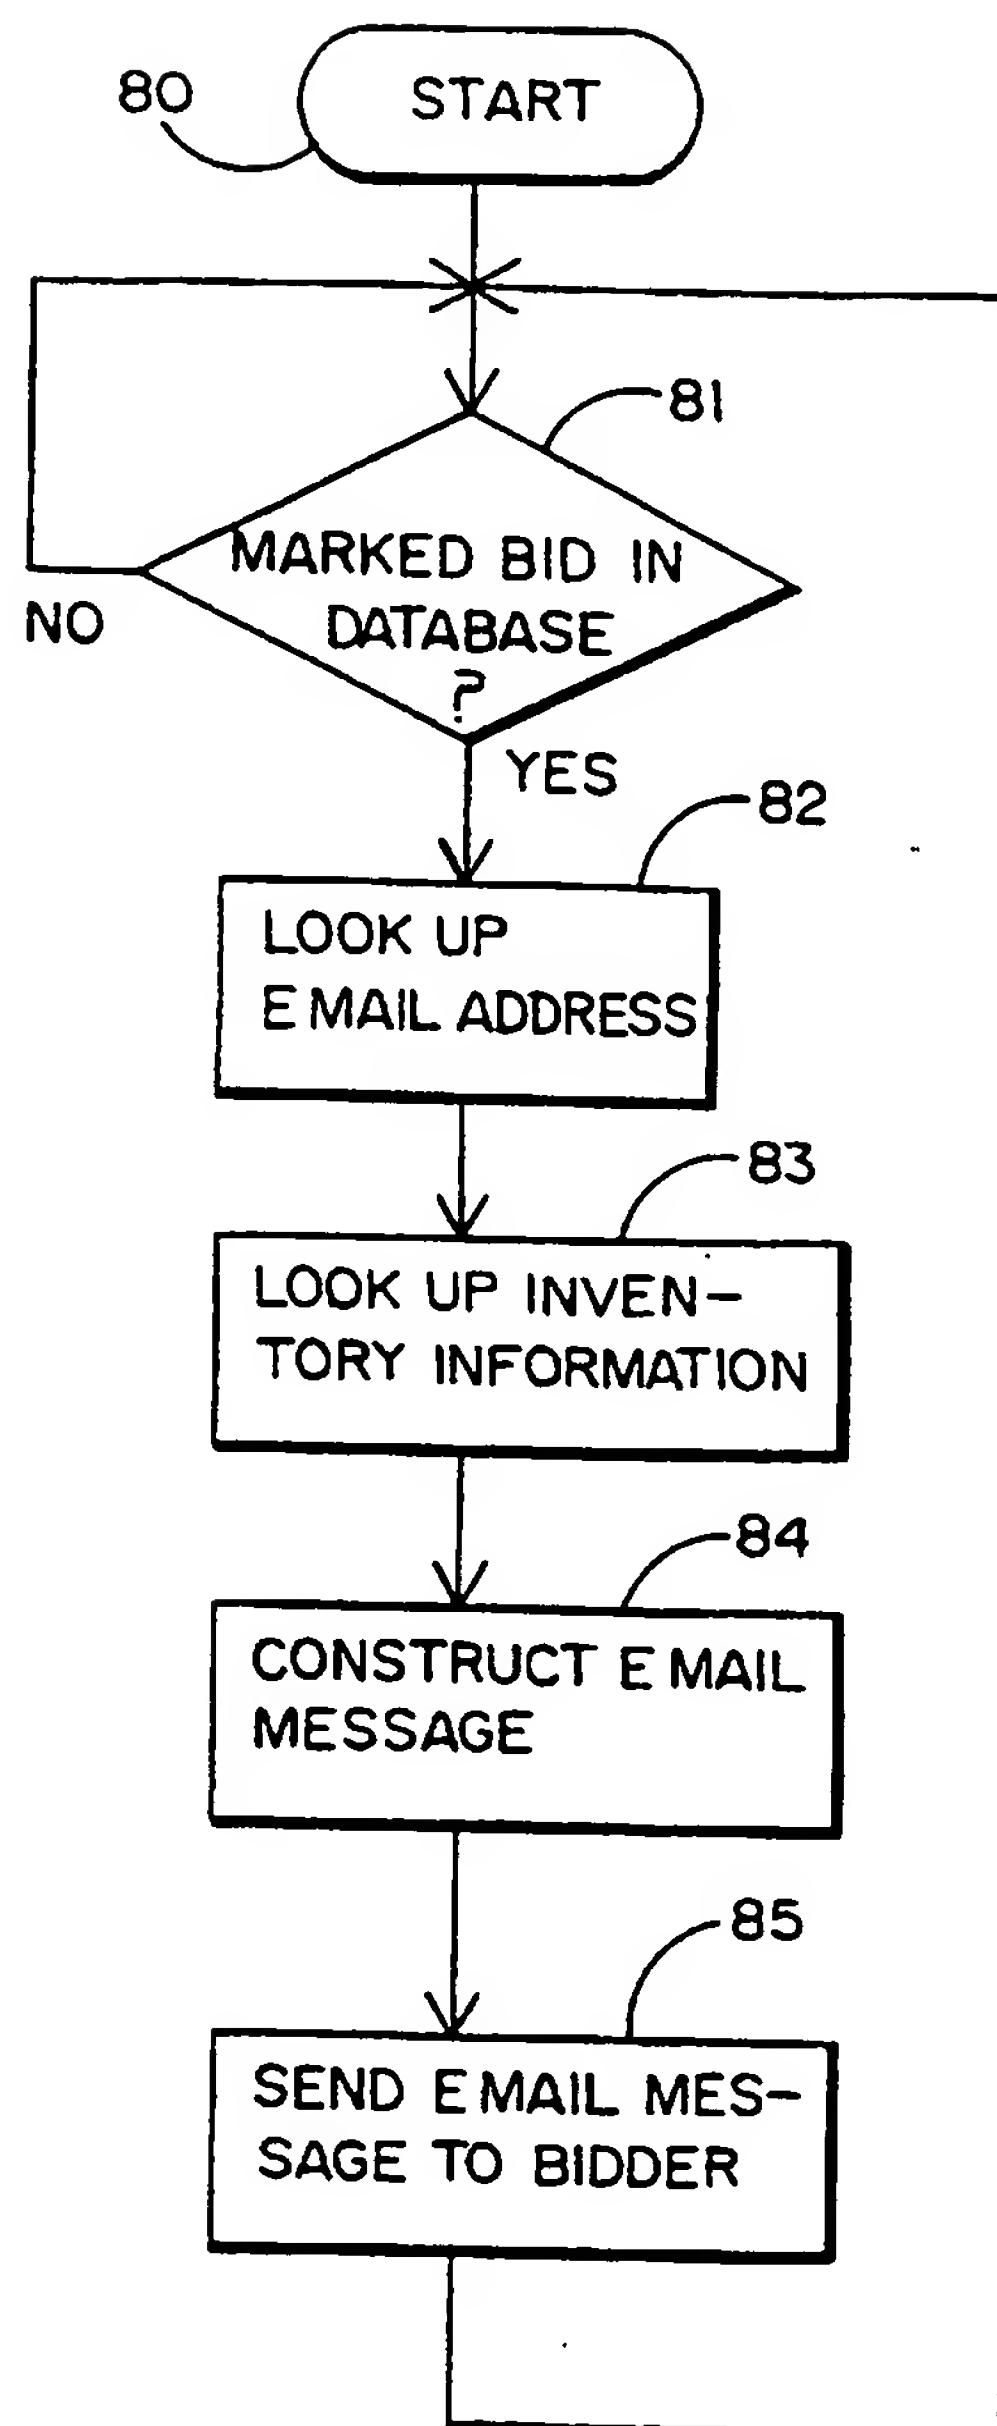 80
START
81
MARKED BID IN
DATABASE
?
NO
YES
82
LOOK UP
E MAIL ADDRESS
83
LOOK UP INVEN-
TORY INFORMATION
84
CONSTRUCT E MAIL
MESSAGE
85
SEND E MAIL MES-
SAGE TO BIDDER